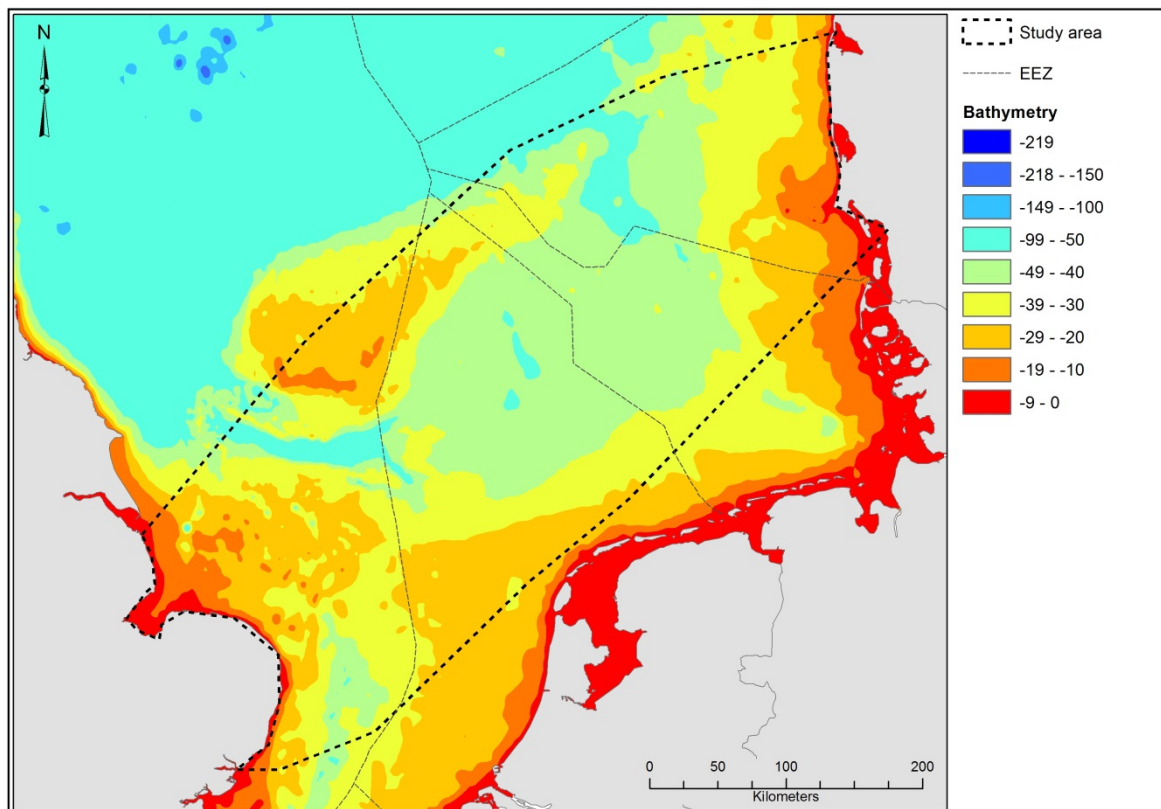 N
Study area
EEZ
Bathymetry
-219
-218 - -150
-149 - -100
-99 - -50
-49 - -40
-39 - -30
-29 - -20
-19 - -10
-9 - 0
0 50 100 200
Kilometers